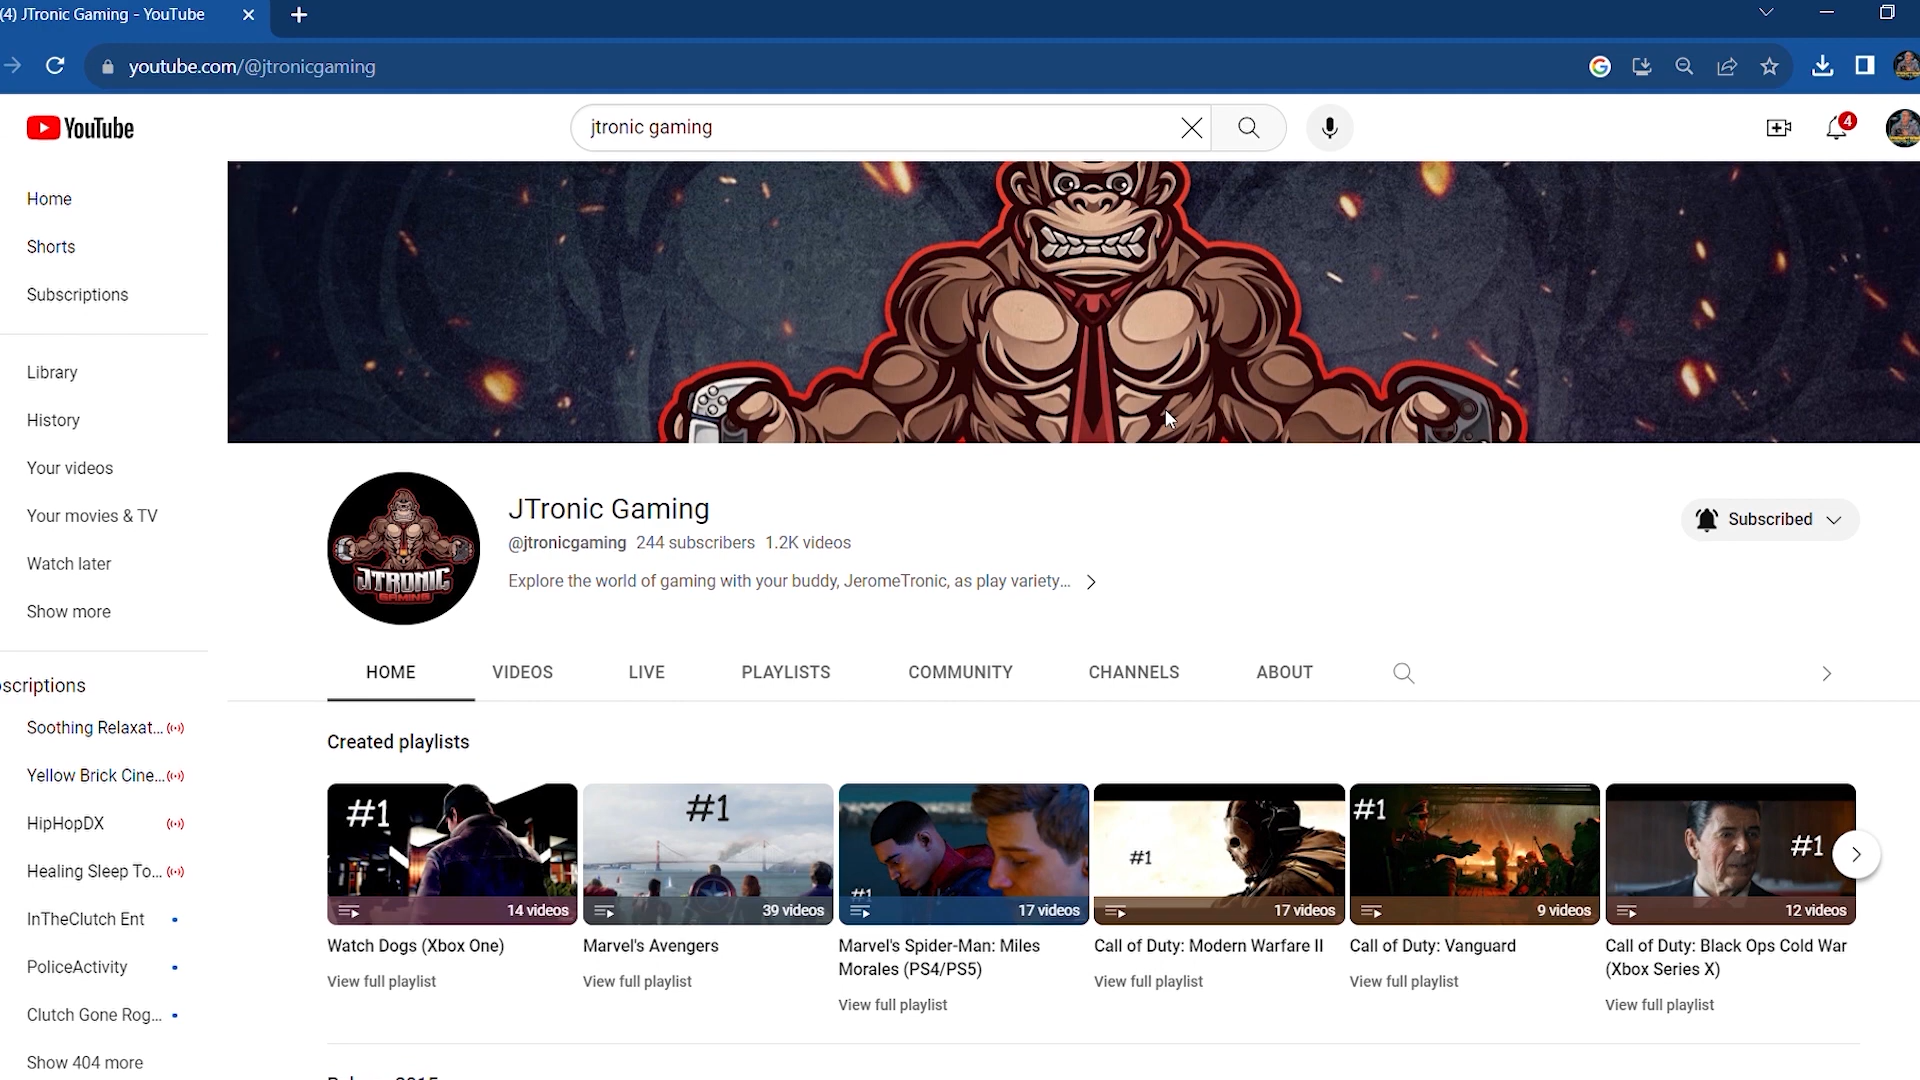 (4) JTronic Gaming - YouTube
youtube.com/@jtronicgaming
YouTube
jtronic gaming
4
Home
Shorts
Subscriptions
Library
History
Your videos
Your movies & TV
Watch later
Show more
scriptions
Soothing Relaxat...
Yellow Brick Cine...
HipHopDX
Healing Sleep To...
InTheClutch Ent
PoliceActivity
Clutch Gone Rog...
Show 404 more
JTRONIC
GAMING
JTronic Gaming
@jtronicgaming 244 subscribers 1.2K videos
Explore the world of gaming with your buddy, JeromeTronic, as play variety...
Subscribed
HOME VIDEOS LIVE PLAYLISTS COMMUNITY CHANNELS ABOUT
Created playlists
#1
14 videos
Watch Dogs (Xbox One)
View full playlist
#1
39 videos
Marvel's Avengers
View full playlist
#1
17 videos
Marvel's Spider-Man: Miles
Morales (PS4/PS5)
View full playlist
#1
17 videos
Call of Duty: Modern Warfare II
View full playlist
#1
9 videos
Call of Duty: Vanguard
View full playlist
#1
12 videos
Call of Duty: Black Ops Cold War
(Xbox Series X)
View full playlist